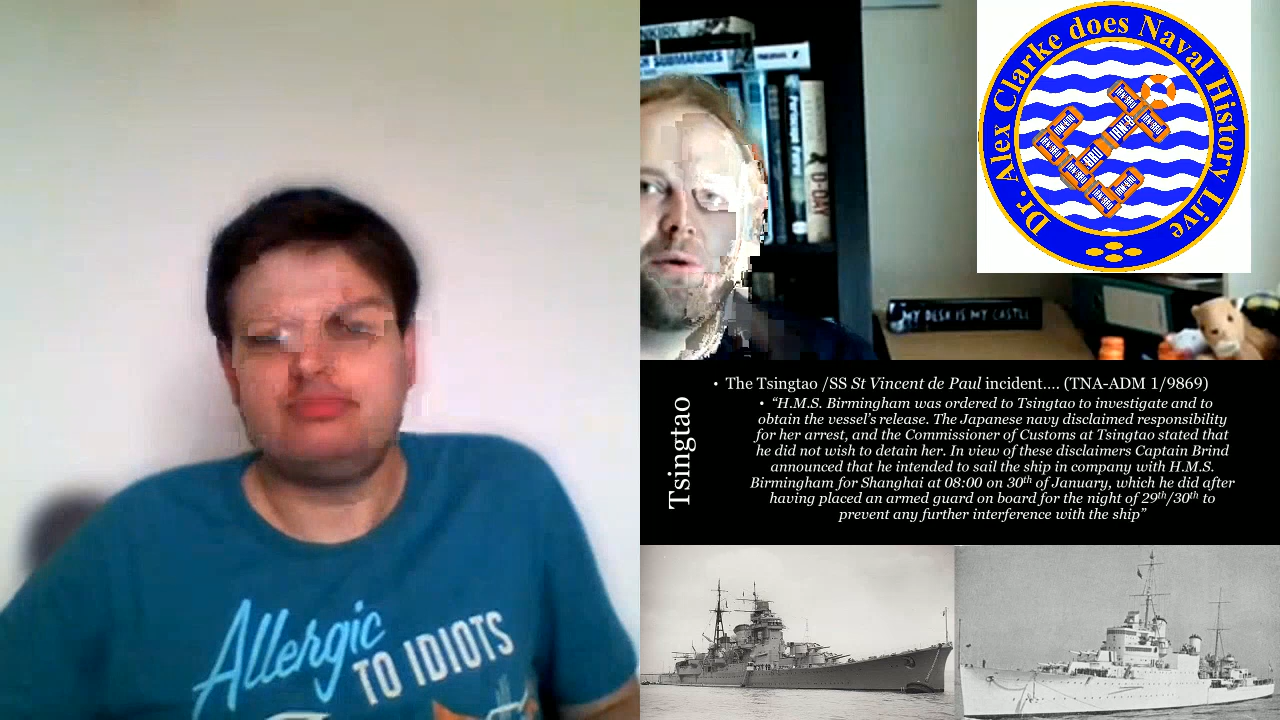 Allergic
TO IDIOTS
NKIRK
SUBMARINES
D-DAY
MY DESK IS MY CASTLE
Dr. Alex Clarke does Naval History Live
Tsingtao
• The Tsingtao /SS St Vincent de Paul incident.... (TNA-ADM 1/9869)
• “H.M.S. Birmingham was ordered to Tsingtao to investigate and to
obtain the vessel’s release. The Japanese navy disclaimed responsibility
for her arrest, and the Commissioner of Customs at Tsingtao stated that
he did not wish to detain her. In view of these disclaimers Captain Brind
announced that he intended to sail the ship in company with H.M.S.
Birmingham for Shanghai at 08:00 on 30th of January, which he did after
having placed an armed guard on board for the night of 29th/30th to
prevent any further interference with the ship”